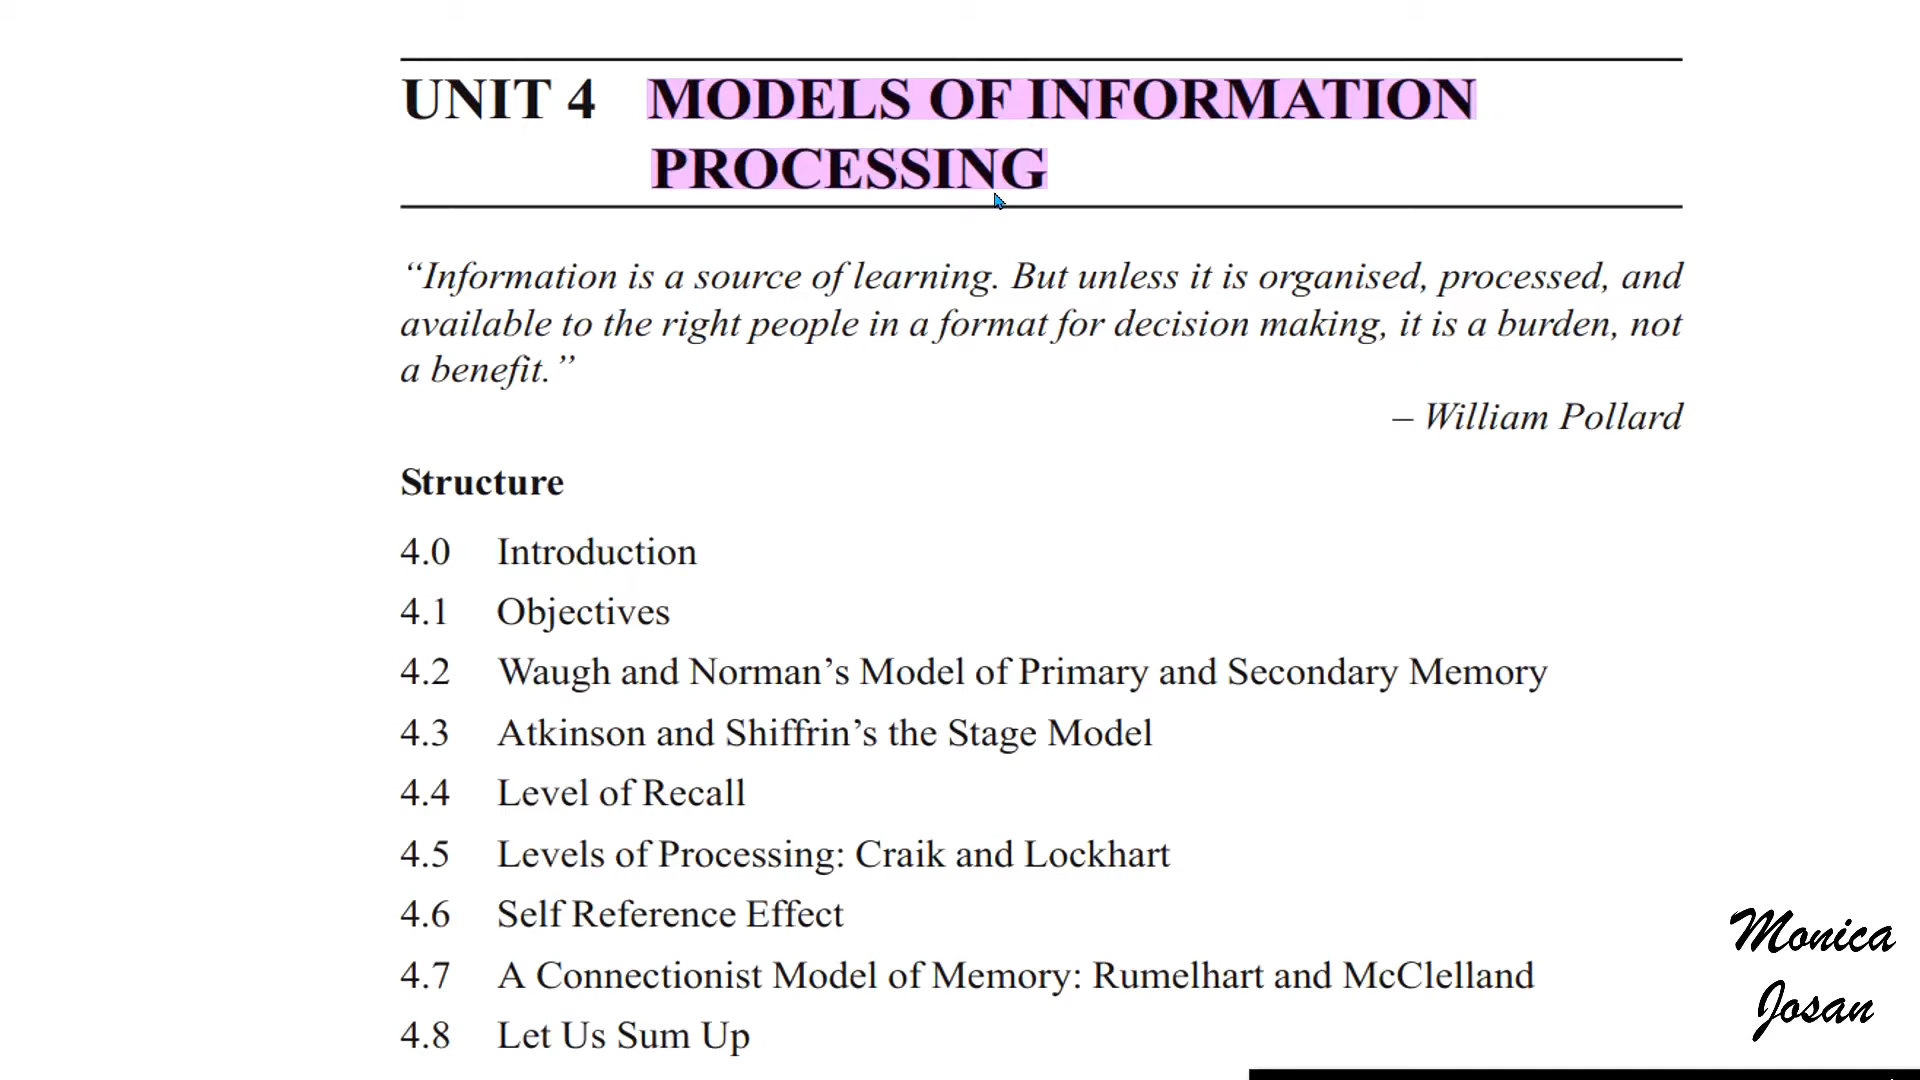 UNIT 4 MODELS OF INFORMATION
PROCESSING
“Information is a source of learning. But unless it is organised, processed, and
available to the right people in a format for decision making, it is a burden, not
a benefit.”
– William Pollard
Structure
4.0 Introduction
4.1 Objectives
4.2 Waugh and Norman’s Model of Primary and Secondary Memory
4.3 Atkinson and Shiffrin’s the Stage Model
4.4 Level of Recall
4.5 Levels of Processing: Craik and Lockhart
4.6 Self Reference Effect
4.7 A Connectionist Model of Memory: Rumelhart and McClelland
4.8 Let Us Sum Up
Monica
Josan